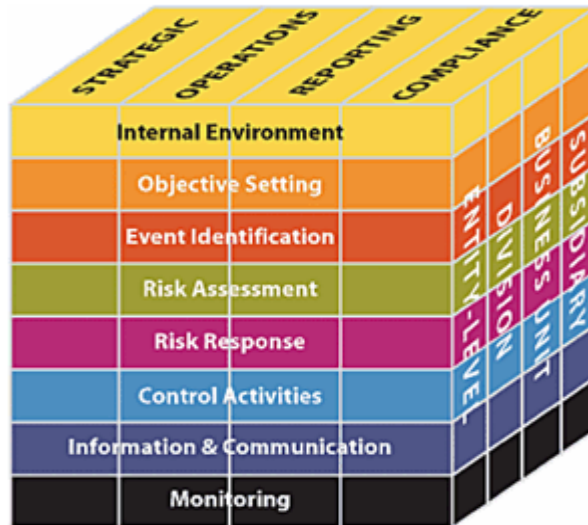 STRATEGIC
OPERATIONS
REPORTING
COMPLIANCE
Internal Environment
Objective Setting
Event Identification
Risk Assessment
Risk Response
Control Activities
Information & Communication
Monitoring
ENTITY-LEVEL
DIVISION
BUSINESS UNIT
SUBSIDIARY